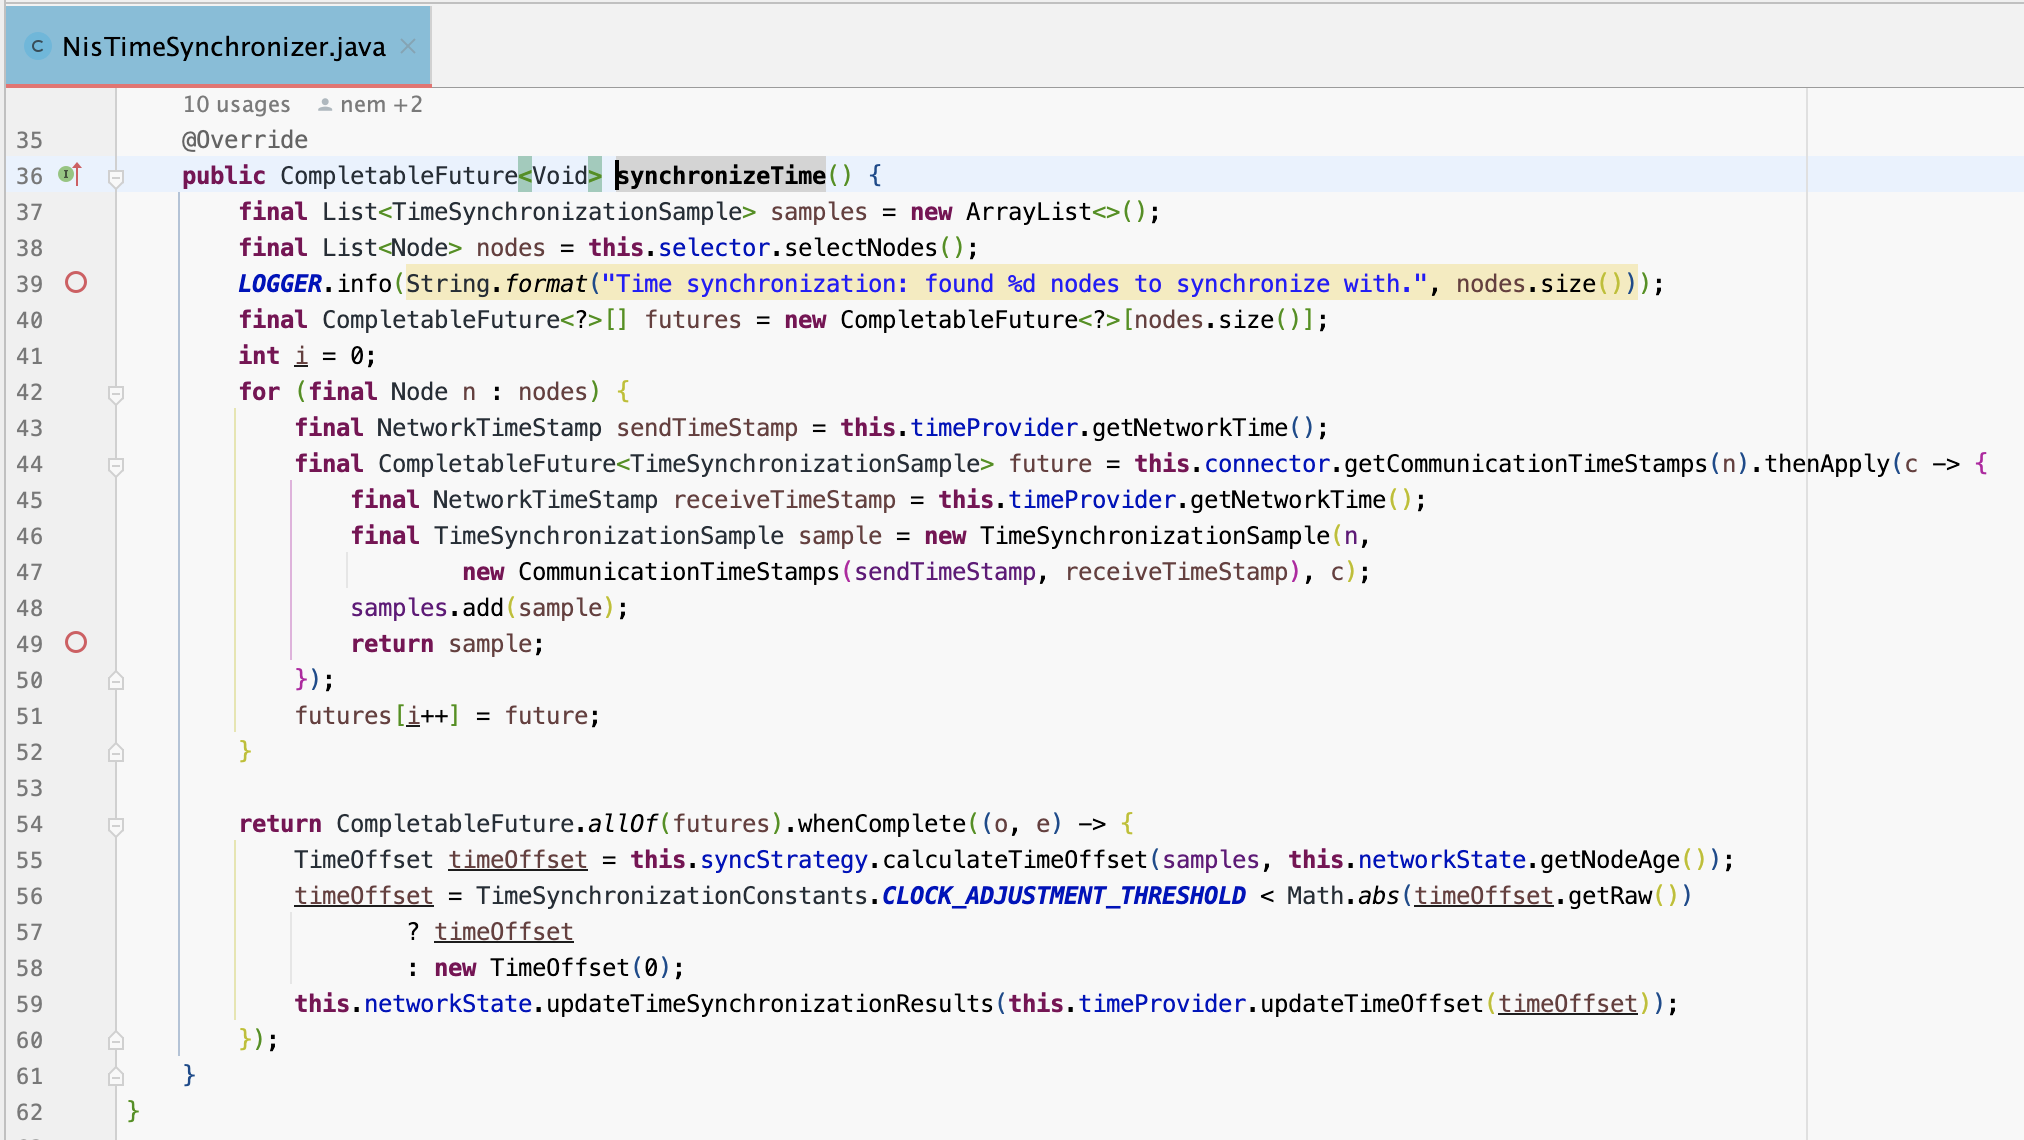 NisTimeSynchronizer.java
10 usages nem +2
35 @Override
36 public CompletableFuture<Void> synchronizeTime() {
37 final List<TimeSynchronizationSample> samples = new ArrayList<>();
38 final List<Node> nodes = this.selector.selectNodes();
39 LOGGER.info(String.format("Time synchronization: found %d nodes to synchronize with.", nodes.size()));
40 final CompletableFuture<?>[] futures = new CompletableFuture<?>[nodes.size()];
41 int i = 0;
42 for (final Node n : nodes) {
43 final NetworkTimeStamp sendTimeStamp = this.timeProvider.getNetworkTime();
44 final CompletableFuture<TimeSynchronizationSample> future = this.connector.getCommunicationTimeStamps(n).thenApply(c -> {
45 final NetworkTimeStamp receiveTimeStamp = this.timeProvider.getNetworkTime();
46 final TimeSynchronizationSample sample = new TimeSynchronizationSample(n,
47 new CommunicationTimeStamps(sendTimeStamp, receiveTimeStamp), c);
48 samples.add(sample);
49 return sample;
50 });
51 futures[i++] = future;
52 }
53
54 return CompletableFuture.allOf(futures).whenComplete((o, e) -> {
55 TimeOffset timeOffset = this.syncStrategy.calculateTimeOffset(samples, this.networkState.getNodeAge());
56 timeOffset = TimeSynchronizationConstants.CLOCK_ADJUSTMENT_THRESHOLD < Math.abs(timeOffset.getRaw())
57 ? timeOffset
58 : new TimeOffset(0);
59 this.networkState.updateTimeSynchronizationResults(this.timeProvider.updateTimeOffset(timeOffset));
60 });
61 }
62 }